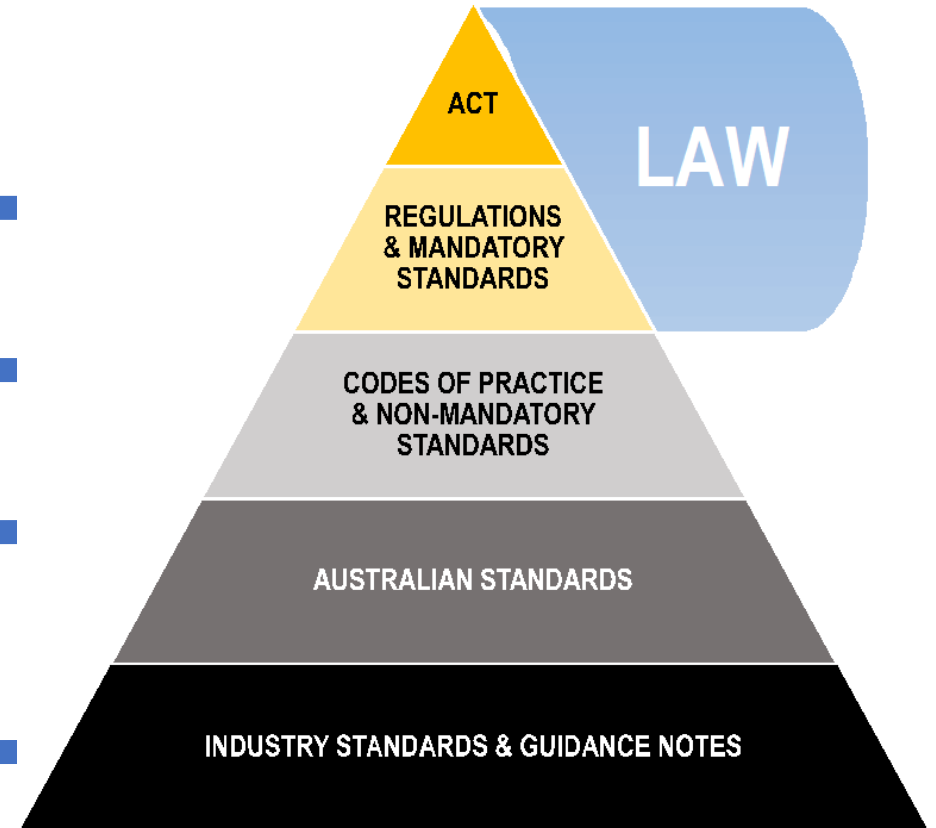 ACT
LAW
REGULATIONS
& MANDATORY
STANDARDS
CODES OF PRACTICE
& NON-MANDATORY
STANDARDS
AUSTRALIAN STANDARDS
INDUSTRY STANDARDS & GUIDANCE NOTES